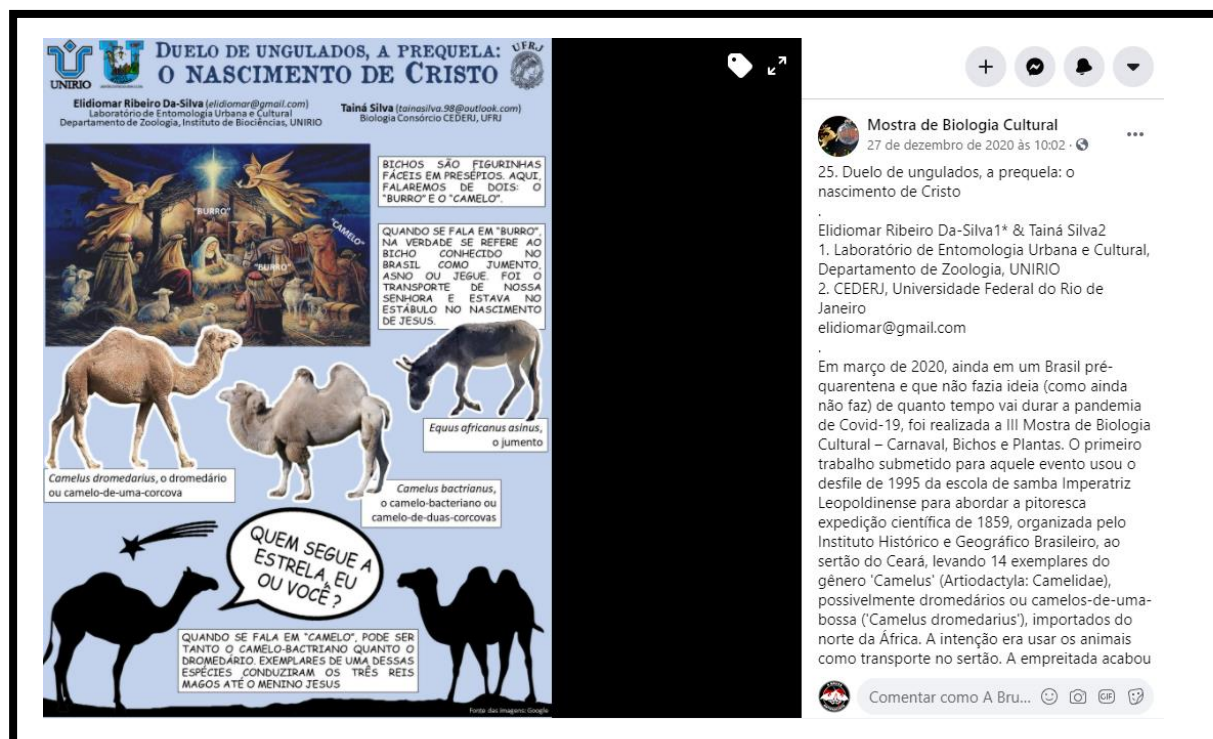 UNIRIO
DUELO DE UNGULADOS, A PREQUELA:
O NASCIMENTO DE CRISTO
UFRJ
Elidiomar Ribeiro Da-Silva (elidiomar@gmail.com)
Laboratório de Entomologia Urbana e Cultural
Departamento de Zoologia, Instituto de Biociências, UNIRIO
Tainá Silva (tainasilva.98@outlook.com)
Biologia Consórcio CEDERJ, UFRJ
"BURRO"
"CAMELO"
"BURRO"
BICHOS SÃO FIGURINHAS
FÁCEIS EM PRESÉPIOS. AQUI,
FALAREMOS DE DOIS: O
"BURRO" E O "CAMELO".
QUANDO SE FALA EM "BURRO",
NA VERDADE SE REFERE AO
BICHO CONHECIDO NO
BRASIL COMO JUMENTO,
ASNO OU JEGUE. FOI O
TRANSPORTE DE NOSSA
SENHORA E ESTAVA NO
ESTÁBULO NO NASCIMENTO
DE JESUS.
Equus africanus asinus,
o jumento
Camelus dromedarius, o dromedário
ou camelo-de-uma-corcova
Camelus bactrianus,
o camelo-bacteriano ou
camelo-de-duas-corcovas
QUEM SEGUE A
ESTRELA, EU
OU VOCÊ?
QUANDO SE FALA EM "CAMELO", PODE SER
TANTO O CAMELO-BACTRIANO QUANTO O
DROMEDÁRIO. EXEMPLARES DE UMA DESSAS
ESPÉCIES CONDUZIRAM OS TRÊS REIS
MAGOS ATÉ O MENINO JESUS
Fonte das imagens: Google
Mostra de Biologia Cultural
27 de dezembro de 2020 às 10:02 ·
25. Duelo de ungulados, a prequela: o
nascimento de Cristo
.
Elidiomar Ribeiro Da-Silva1* & Tainá Silva2
1. Laboratório de Entomologia Urbana e Cultural,
Departamento de Zoologia, UNIRIO
2. CEDERJ, Universidade Federal do Rio de
Janeiro
elidiomar@gmail.com
.
Em março de 2020, ainda em um Brasil pré-
quarentena e que não fazia ideia (como ainda
não faz) de quanto tempo vai durar a pandemia
de Covid-19, foi realizada a III Mostra de Biologia
Cultural – Carnaval, Bichos e Plantas. O primeiro
trabalho submetido para aquele evento usou o
desfile de 1995 da escola de samba Imperatriz
Leopoldinense para abordar a pitoresca
expedição científica de 1859, organizada pelo
Instituto Histórico e Geográfico Brasileiro, ao
sertão do Ceará, levando 14 exemplares do
gênero 'Camelus' (Artiodactyla: Camelidae),
possivelmente dromedários ou camelos-de-uma-
bossa ('Camelus dromedarius'), importados do
norte da África. A intenção era usar os animais
como transporte no sertão. A empreitada acabou
Comentar como A Bru...
GIF